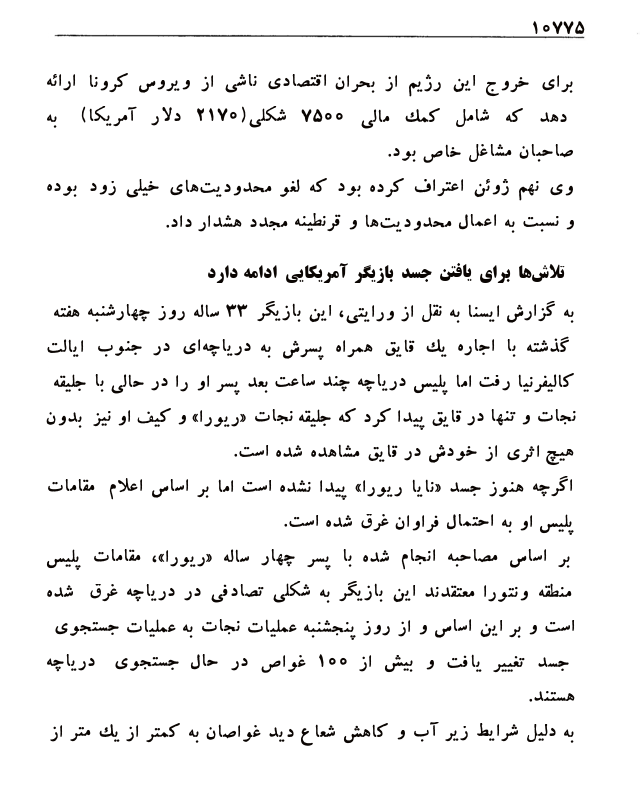 ۱۰۷۷۵
برای خروج این رژیم از بحران اقتصادی ناشی از ویروس کرونا ارائه
دهد که شامل کمك مالی ۷۵۰۰ شکلی(۲۱۷۰ دلار آمریکا) به
صاحبان مشاغل خاص بود.
وی نهم ژوئن اعتراف کرده بود که لغو محدودیت‌های خیلی زود بوده
و نسبت به اعمال محدودیت‌ها و قرنطینه مجدد هشدار داد.
تلاش‌ها برای یافتن جسد بازیگر آمریکایی ادامه دارد
به گزارش ایسنا به نقل از ورایتی، این بازیگر ۳۳ ساله روز چهارشنبه هفته
گذشته با اجاره یك قایق همراه پسرش به دریاچه‌ای در جنوب ایالت
کالیفرنیا رفت اما پلیس دریاچه چند ساعت بعد پسر او را در حالی با جلیقه
نجات و تنها در قایق پیدا کرد که جلیقه نجات «ریورا» و کیف او نیز بدون
هیچ اثری از خودش در قایق مشاهده شده است.
اگرچه هنوز جسد «نایا ریورا» پیدا نشده است اما بر اساس اعلام مقامات
پلیس او به احتمال فراوان غرق شده است.
بر اساس مصاحبه انجام شده با پسر چهار ساله «ریورا»، مقامات پلیس
منطقه ونتورا معتقدند این بازیگر به شکلی تصادفی در دریاچه غرق شده
است و بر این اساس و از روز پنجشنبه عملیات نجات به عملیات جستجوی
جسد تغییر یافت و بیش از ۱۰۰ غواص در حال جستجوی دریاچه
هستند.
به دلیل شرایط زیر آب و کاهش شعاع دید غواصان به کمتر از یك متر از